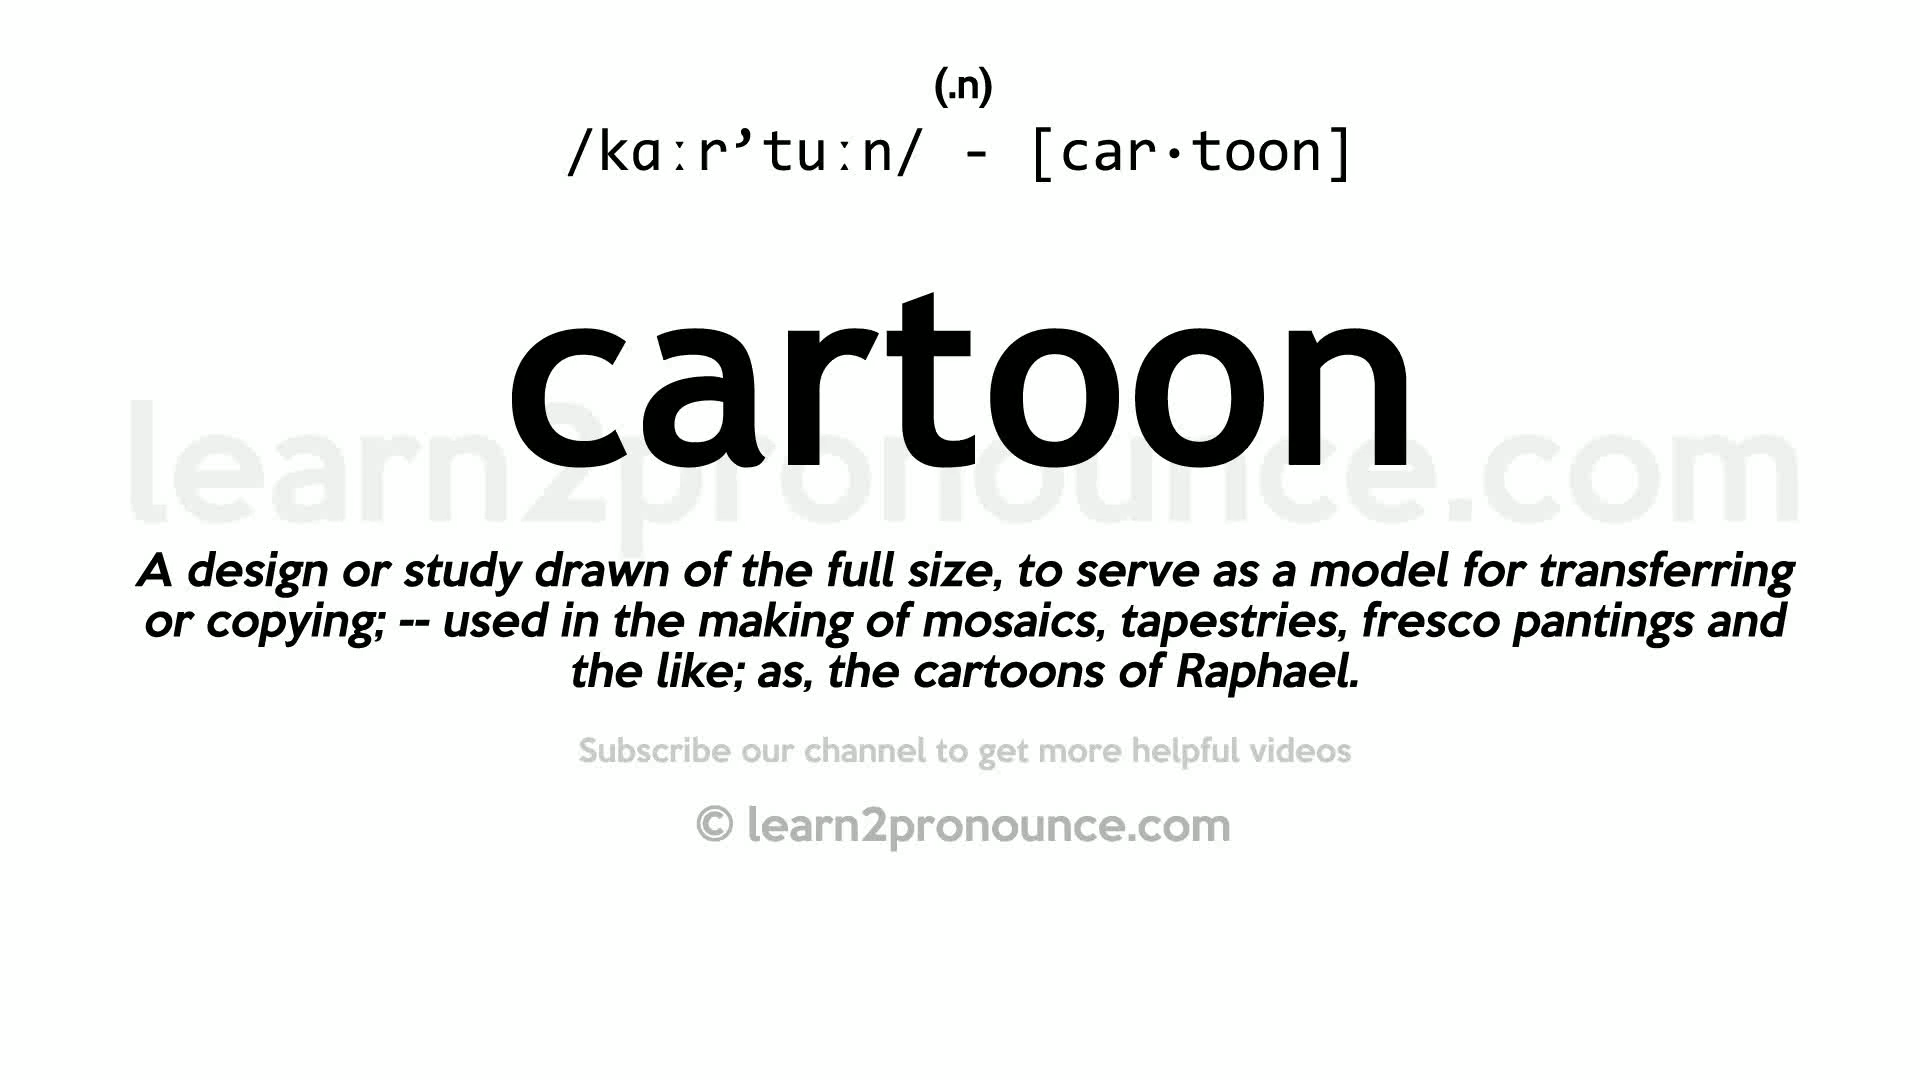 (.n)
/kɑːr’tuːn/ - [car·toon]
cartoon
learn2pronounce.com
A design or study drawn of the full size, to serve as a model for transferring
or copying; -- used in the making of mosaics, tapestries, fresco pantings and
the like; as, the cartoons of Raphael.
Subscribe our channel to get more helpful videos
© learn2pronounce.com